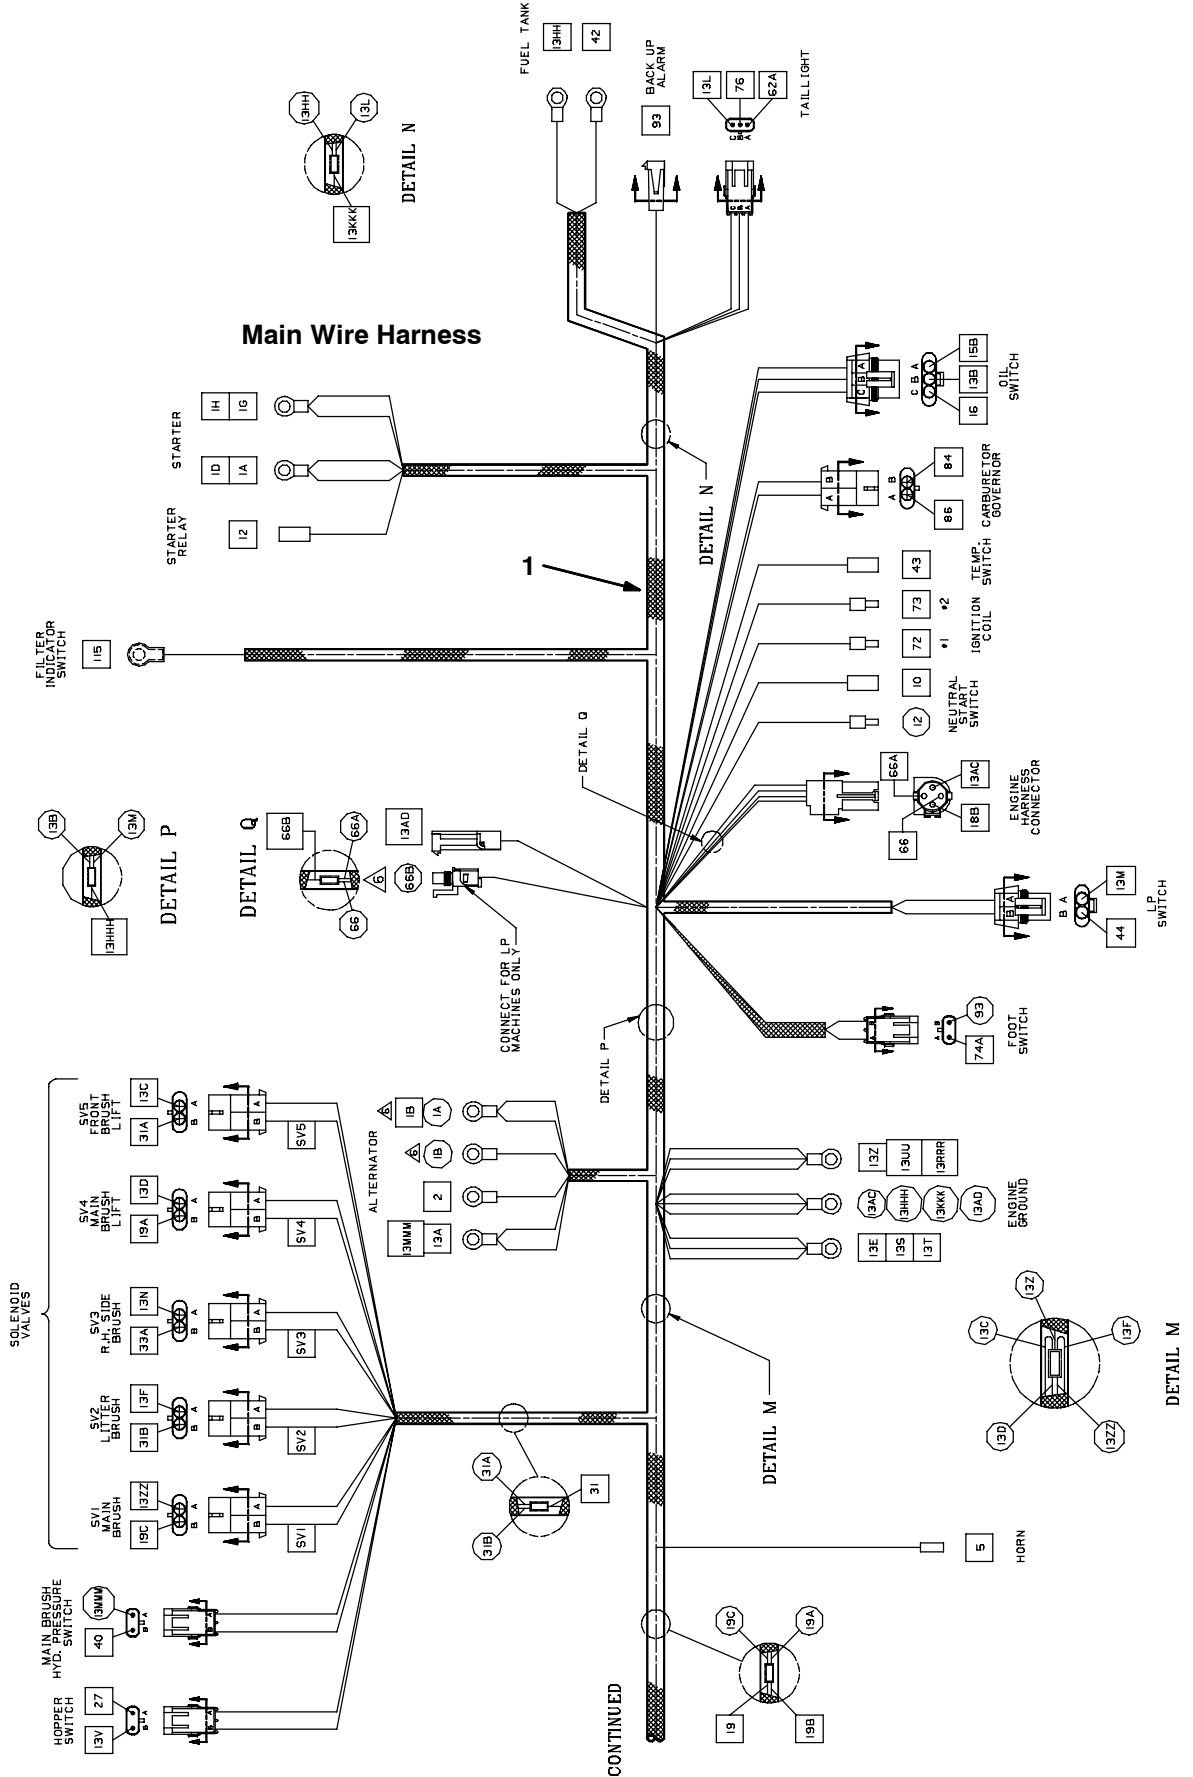 FUEL TANK
13HH
42
BACK UP
ALARM
93
13L
76
62A
TAILLIGHT
C
B
A
C
B
A
13HH
13L
13KKK
DETAIL N
Main Wire Harness
STARTER
1H
1G
1D
1A
STARTER
RELAY
12
FILTER
INDICATOR
SWITCH
115
1
DETAIL N
C B A
C B A
15B
13B
16
OIL
SWITCH
A B
A B
84
86
CARBURETOR
GOVERNOR
43
TEMP.
SWITCH
73
#2
72
#1
IGNITION
COIL
10
12
NEUTRAL
START
SWITCH
DETAIL Q
66A
13AC
66
18B
ENGINE
HARNESS
CONNECTOR
13B
13M
13HHH
DETAIL P
DETAIL Q
66B
66A
66
6
66B
13AD
CONNECT FOR LP
MACHINES ONLY
B A
13M
44
LP
SWITCH
A B
93
74A
FOOT
SWITCH
DETAIL P
SOLENOID
VALVES
SV5
FRONT
BRUSH
LIFT
13C
31A
B A
B A
SV5
SV4
MAIN
BRUSH
LIFT
13D
19A
B A
B A
SV4
SV3
R.H. SIDE
BRUSH
13N
33A
B A
B A
SV3
SV2
LITTER
BRUSH
13F
31B
B A
B A
SV2
SV1
MAIN
BRUSH
13ZZ
19C
B A
B A
SV1
MAIN BRUSH
HYD. PRESSURE
SWITCH
13MMM
40
B A
B A
HOPPER
SWITCH
27
13V
B A
B A
ALTERNATOR
6
1B
1A
6
1B
2
13MMM
13A
13Z
13UU
13RRR
13AC
13HHH
13KKK
13AD
13E
13S
13T
ENGINE
GROUND
31A
31B
31
DETAIL M
13C
13Z
13F
13D
13ZZ
DETAIL M
5
HORN
19C
19A
19
19B
CONTINUED